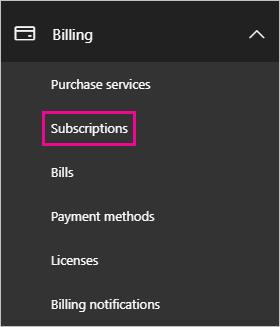 Billing
Purchase services
Subscriptions
Bills
Payment methods
Licenses
Billing notifications